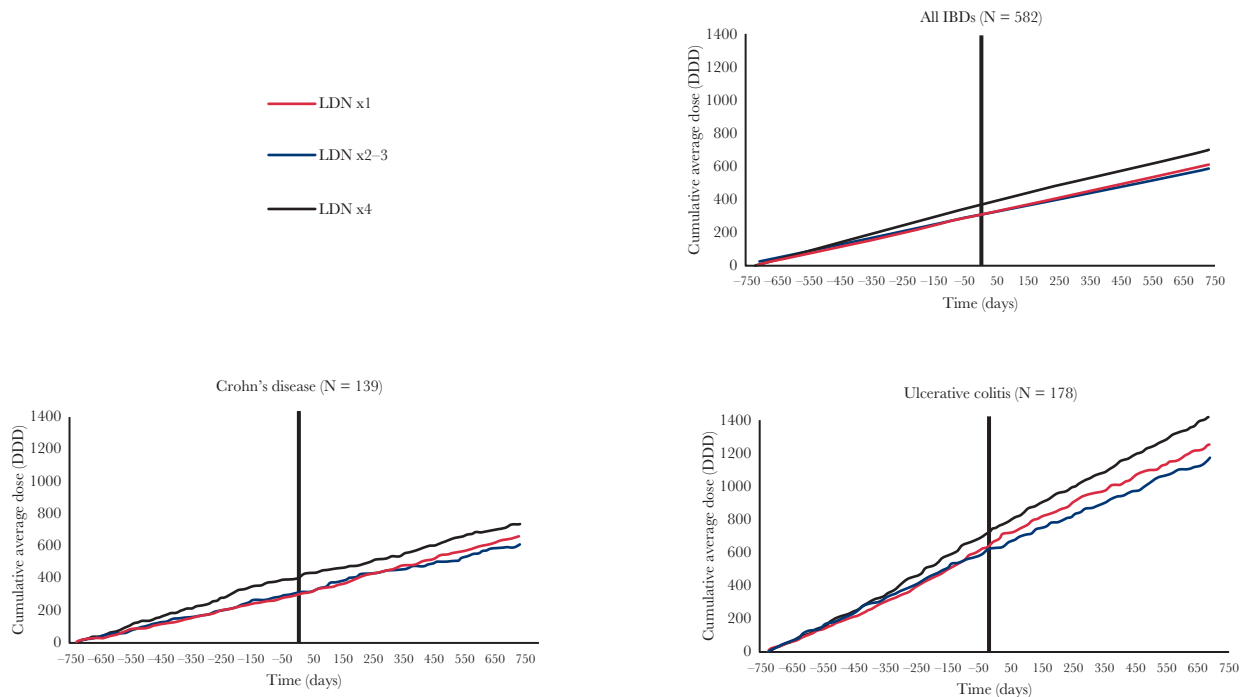 LDN x1
LDN x2–3
LDN x4
All IBDs (N = 582)
Cumulative average dose (DDD)
1400
1200
1000
800
600
400
200
0
–750 –650 –550 –450 –350 –250 –150 –50 50 150 250 350 450 550 650 750
Time (days)
Crohn's disease (N = 139)
Cumulative average dose (DDD)
1400
1200
1000
800
600
400
200
0
–750 –650 –550 –450 –350 –250 –150 –50 50 150 250 350 450 550 650 750
Time (days)
Ulcerative colitis (N = 178)
Cumulative average dose (DDD)
1400
1200
1000
800
600
400
200
0
–750 –650 –550 –450 –350 –250 –150 –50 50 150 250 350 450 550 650 750
Time (days)